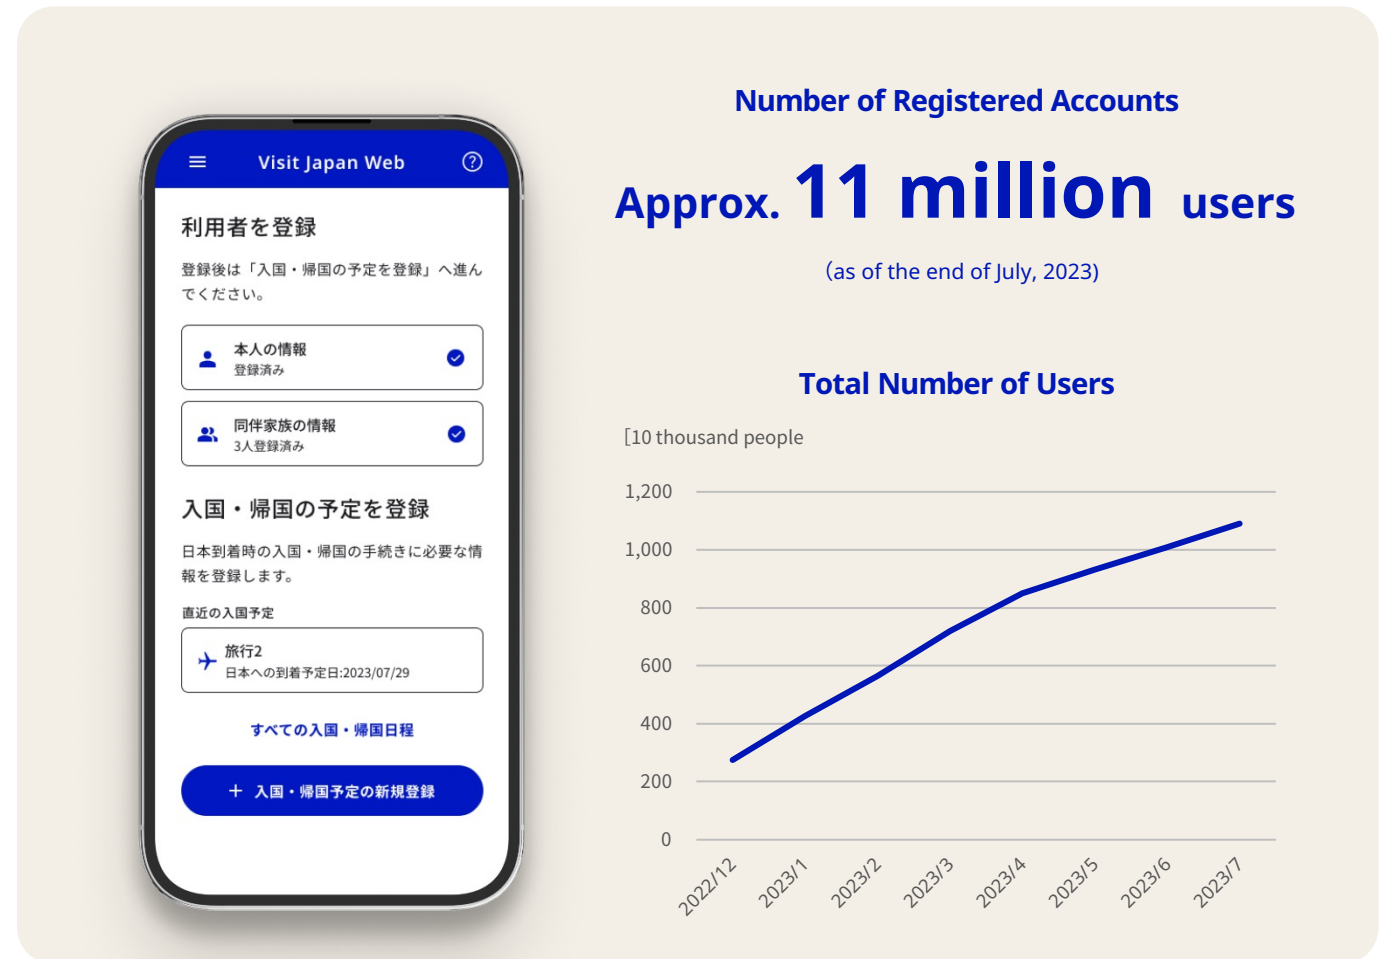 Visit Japan Web
利用者を登録
登録後は「入国・帰国の予定を登録」へ進ん
でください。
本人の情報
登録済み
同伴家族の情報
3人登録済み
入国・帰国の予定を登録
日本到着時の入国・帰国の手続きに必要な情
報を登録します。
直近の入国予定
旅行2
日本への到着予定日:2023/07/29
すべての入国・帰国日程
＋ 入国・帰国予定の新規登録
Number of Registered Accounts
Approx. 11 million users
（as of the end of July, 2023)
Total Number of Users
［10 thousand people
1,200
1,000
800
600
400
200
0
2022/12
2023/1
2023/2
2023/3
2023/4
2023/5
2023/6
2023/7